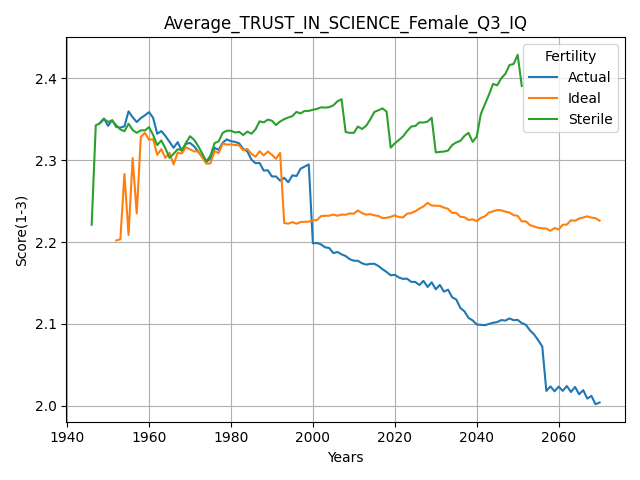 Average_TRUST_IN_SCIENCE_Female_Q3_IQ
Score(1-3)
2.4
2.3
2.2
2.1
2.0
Fertility
Actual
Ideal
Sterile
1940 1960 1980 2000 2020 2040 2060
Years